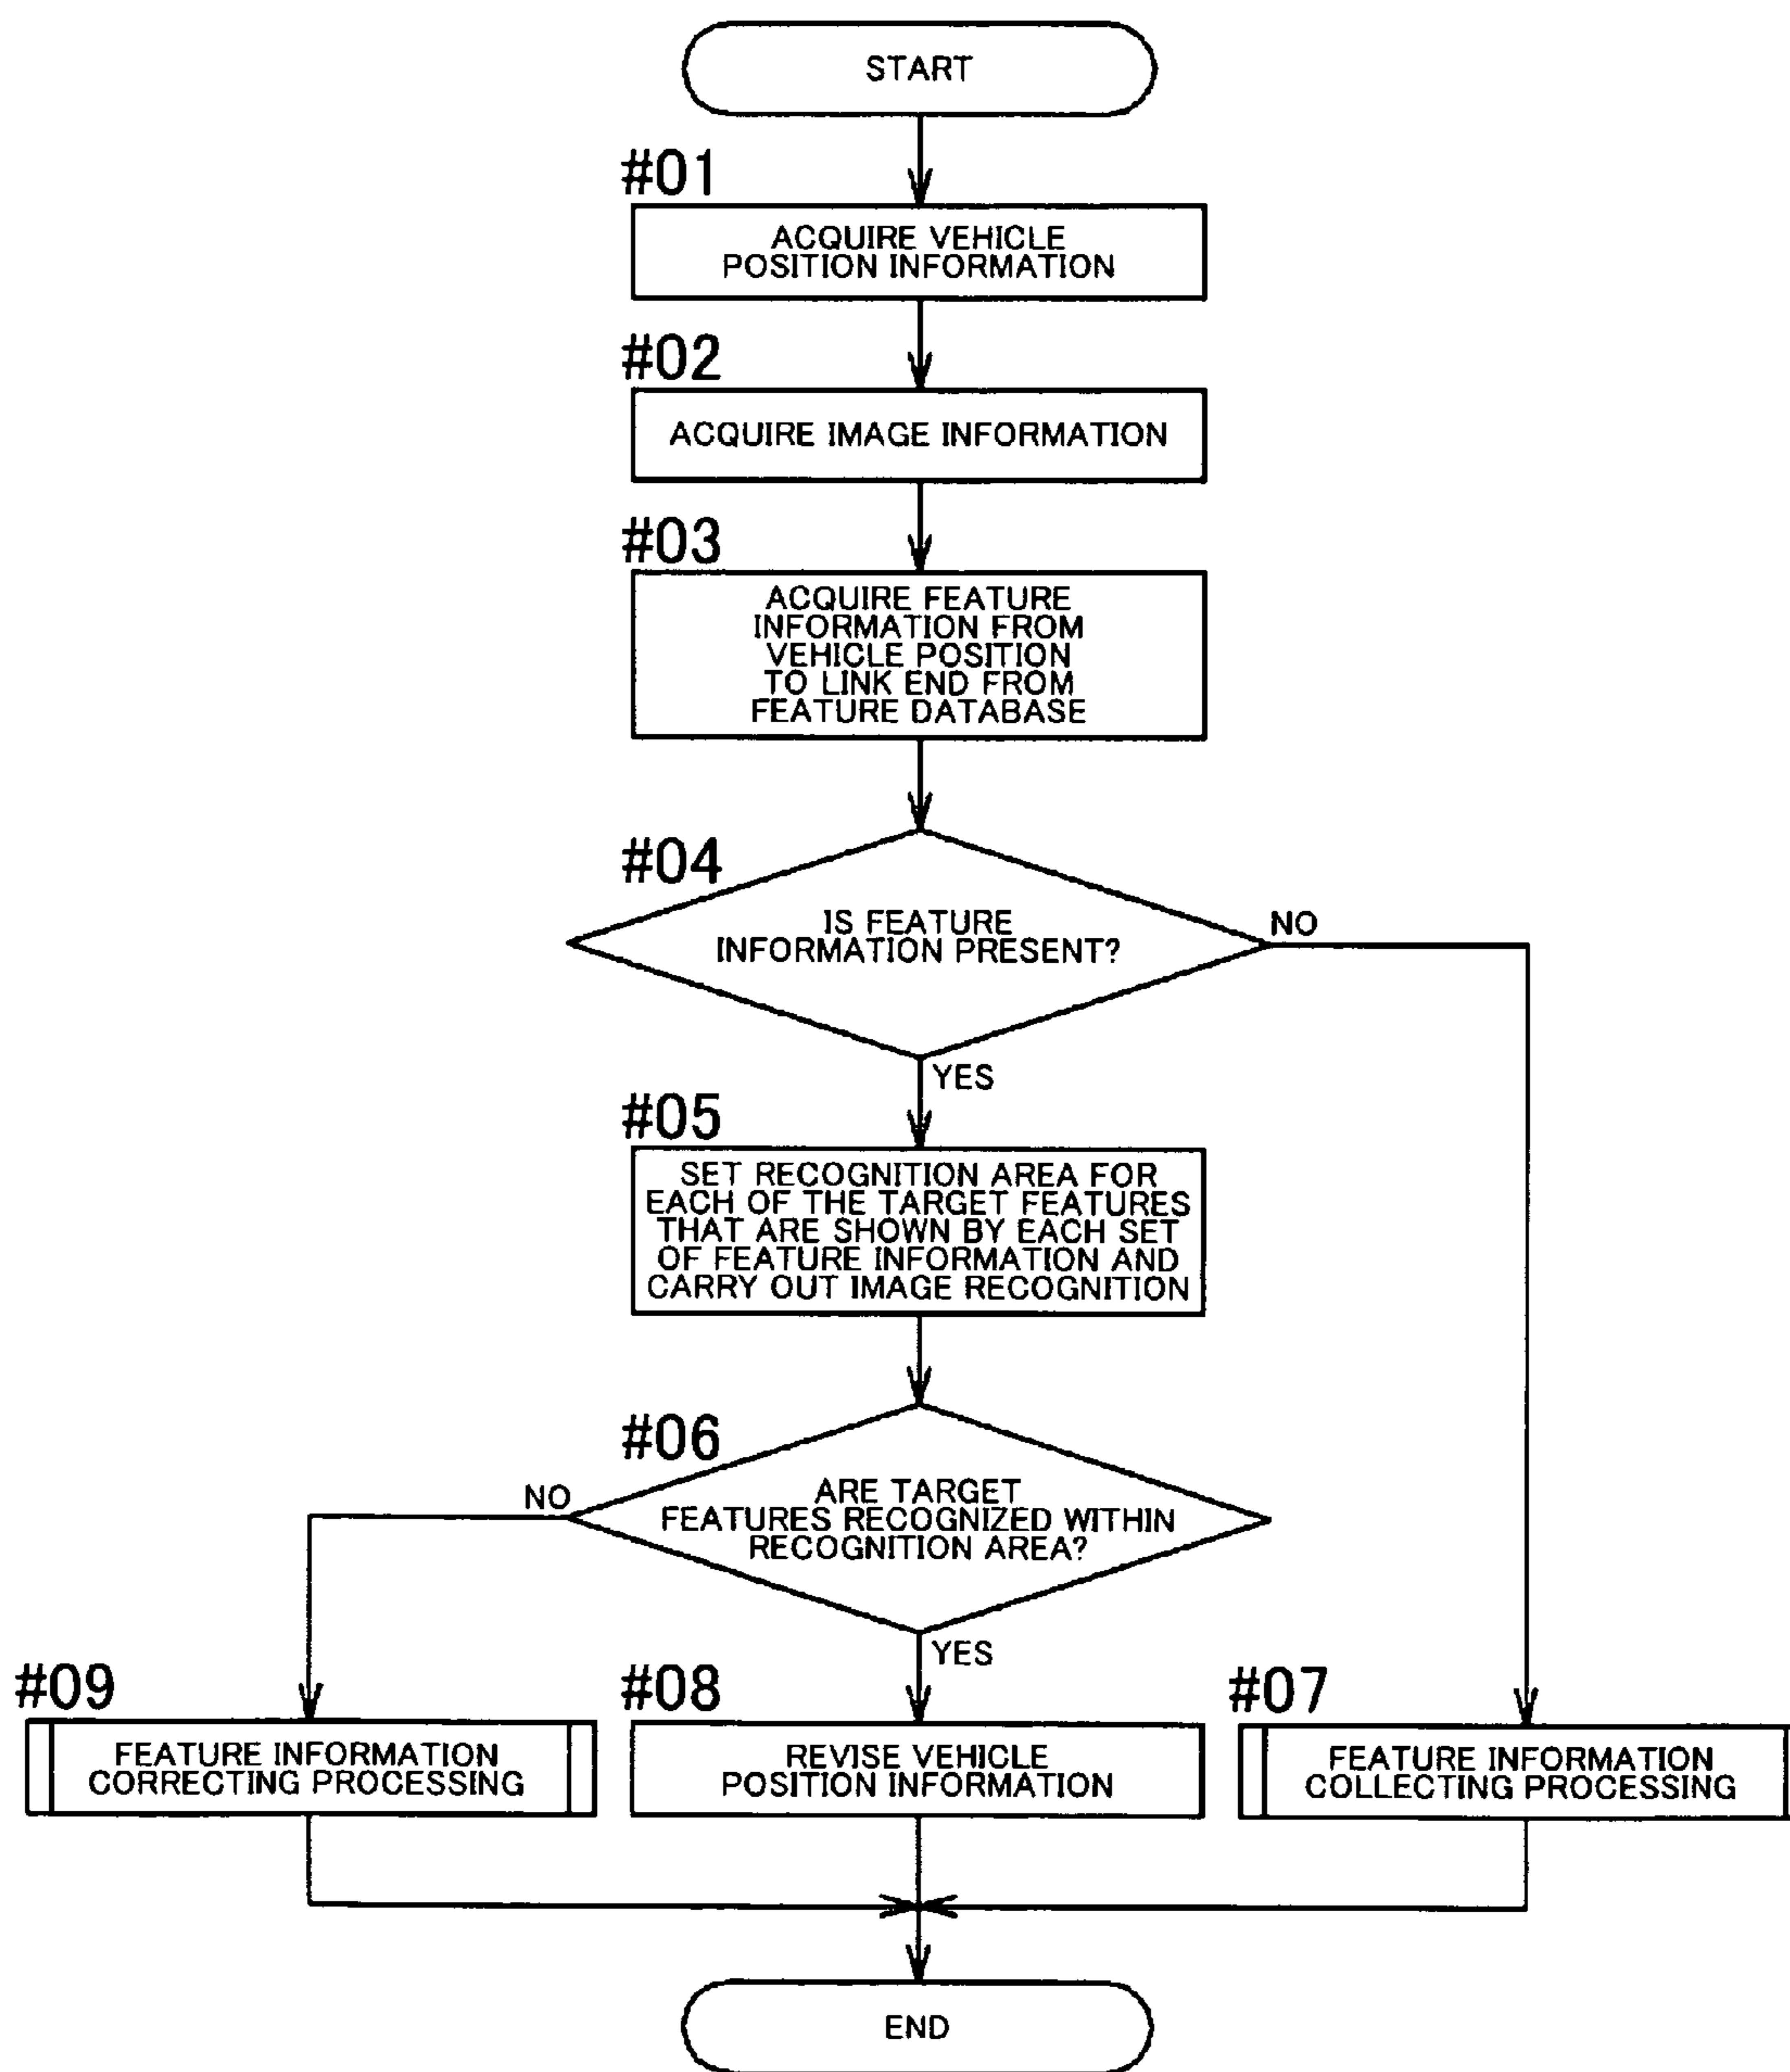 START
#01
ACQUIRE VEHICLE
POSITION INFORMATION
#02
ACQUIRE IMAGE INFORMATION
#03
ACQUIRE FEATURE
INFORMATION FROM
VEHICLE POSITION
TO LINK END FROM
FEATURE DATABASE
#04
IS FEATURE
INFORMATION PRESENT?
NO
YES
#05
SET RECOGNITION AREA FOR
EACH OF THE TARGET FEATURES
THAT ARE SHOWN BY EACH SET
OF FEATURE INFORMATION AND
CARRY OUT IMAGE RECOGNITION
#06
ARE TARGET
FEATURES RECOGNIZED WITHIN
RECOGNITION AREA?
NO
YES
#09
FEATURE INFORMATION
CORRECTING PROCESSING
#08
REVISE VEHICLE
POSITION INFORMATION
#07
FEATURE INFORMATION
COLLECTING PROCESSING
END